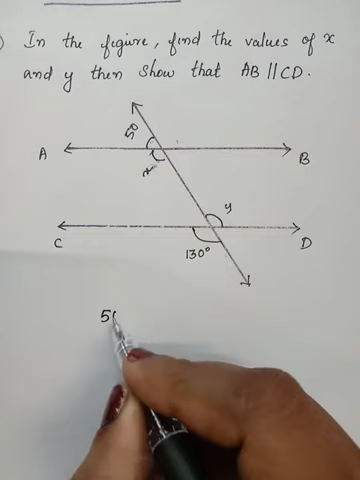 ) In the figure, find the values of x
and y then show that AB || CD.
50
A
B
x
y
C
D
130°
5